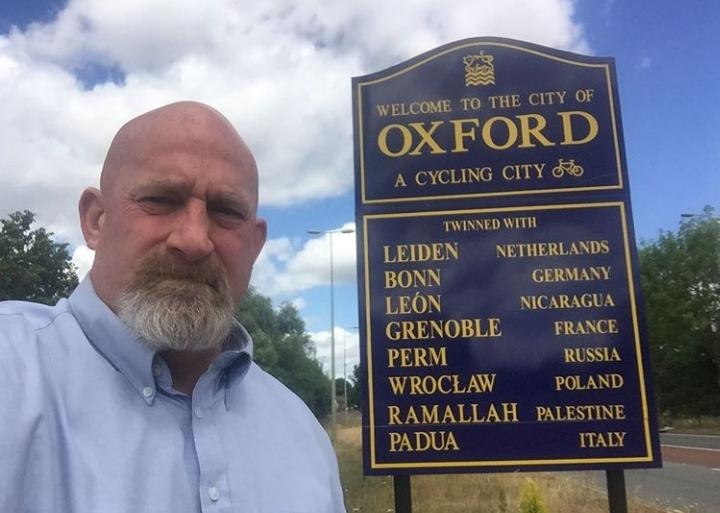 WELCOME TO THE CITY OF
OXFORD
A CYCLING CITY
TWINNED WITH
LEIDEN NETHERLANDS
BONN GERMANY
LEÓN NICARAGUA
GRENOBLE FRANCE
PERM RUSSIA
WROCŁAW POLAND
RAMALLAH PALESTINE
PADUA ITALY